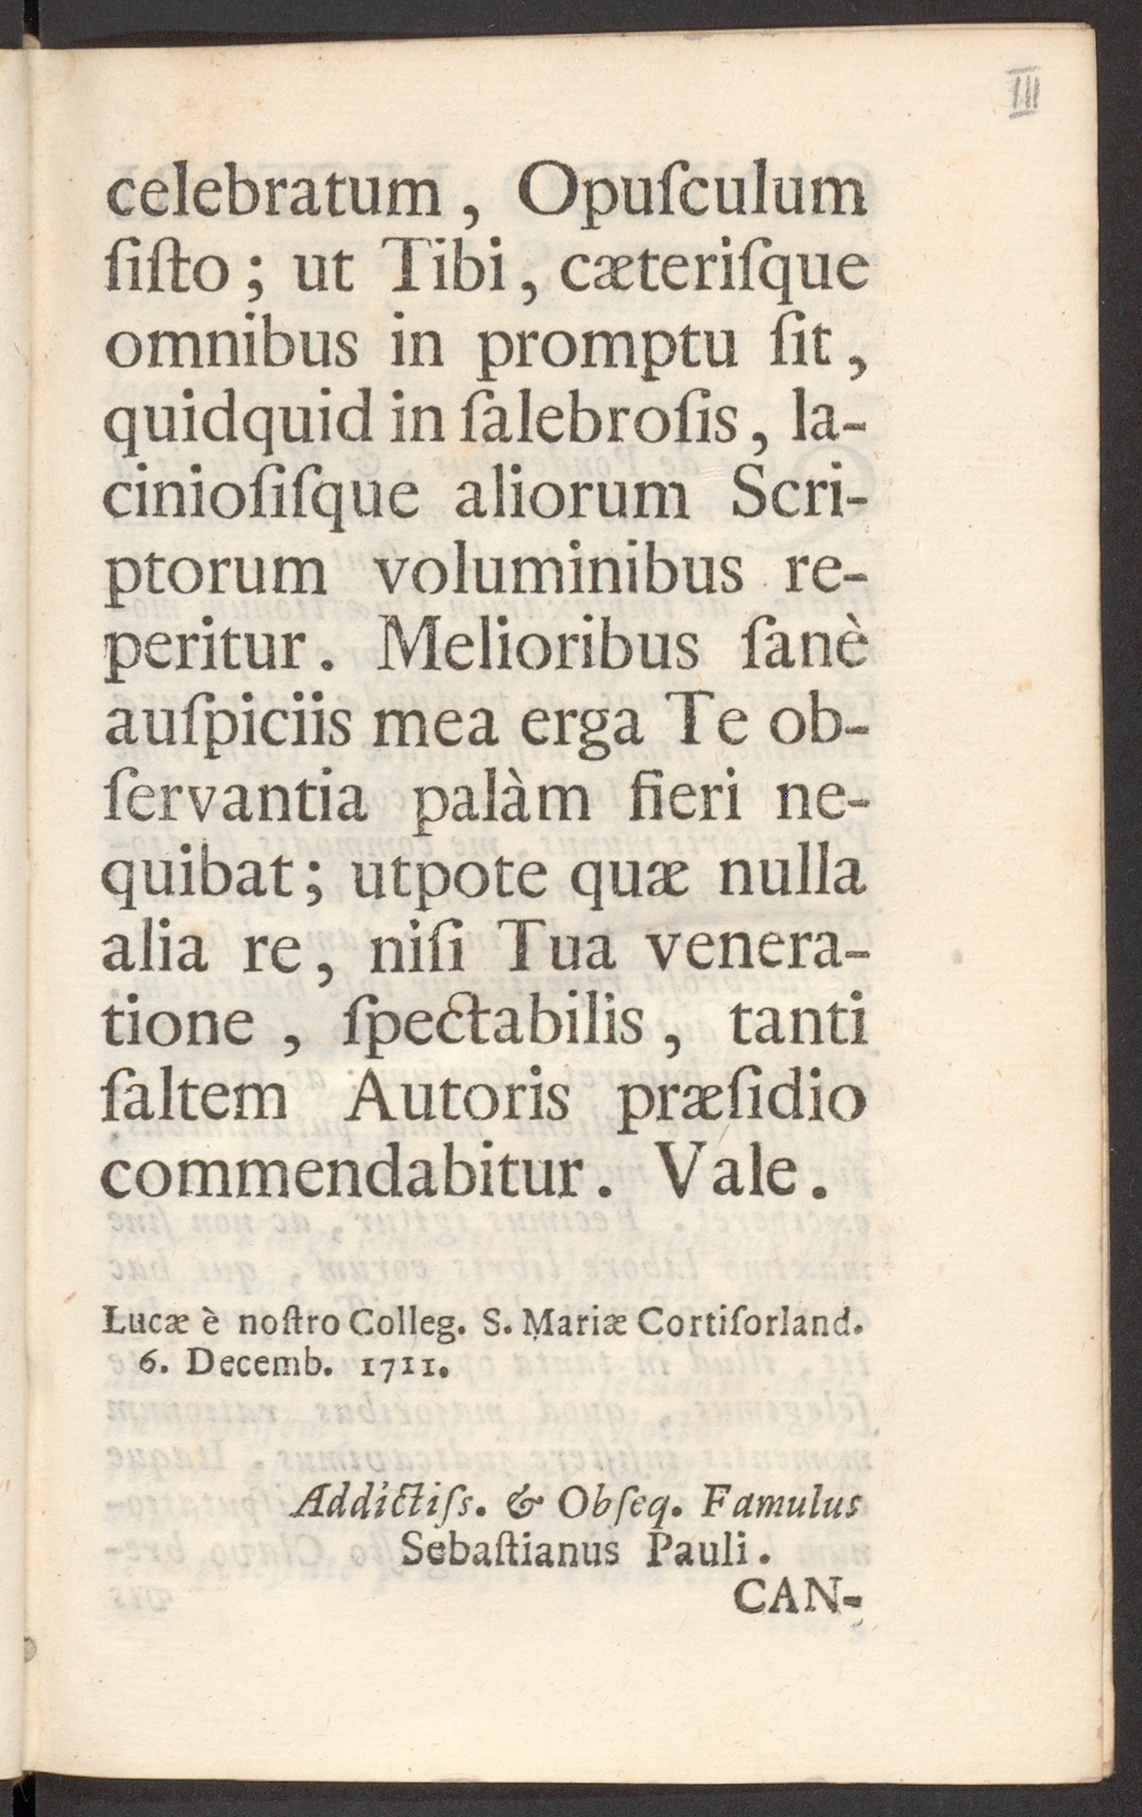 III
celebratum, Opuſculum
ſiſto; ut Tibi, cæteriſque
omnibus in promptu ſit,
quidquid in ſalebroſis, la-
cinioſiſque aliorum Scri-
ptorum voluminibus re-
peritur. Melioribus ſanè
auſpiciis mea erga Te ob-
ſervantia palàm fieri ne-
quibat; utpote quæ nulla
alia re, niſi Tua venera-
tione, ſpectabilis, tanti
ſaltem Autoris præſidio
commendabitur. Vale.
Lucæ è noſtro Colleg. S. Mariæ Cortiſorland.
6. Decemb. 1711.
Addictiſs. & Obſeq. Famulus
Sebaſtianus Pauli.
CAN-